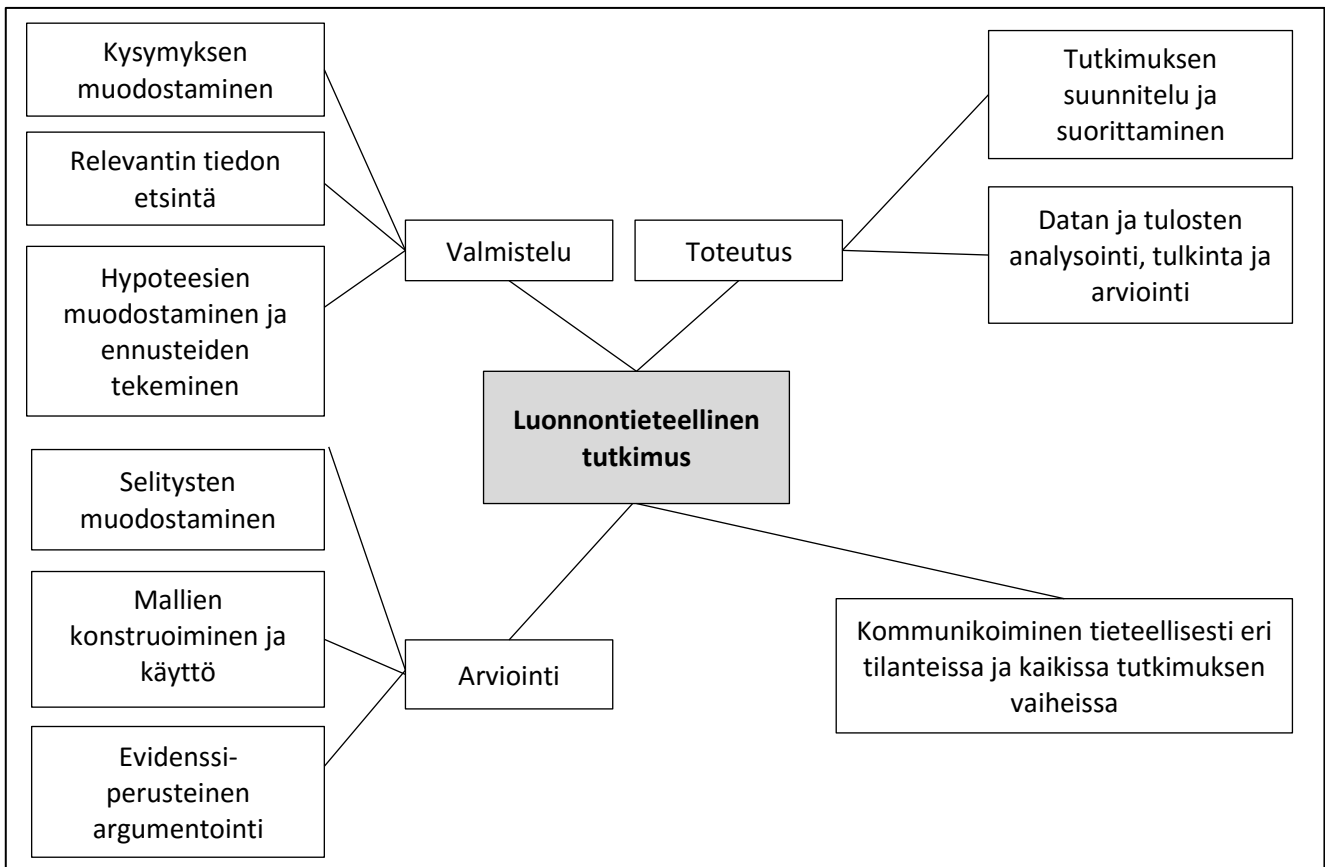 Kysymyksen
muodostaminen
Relevantin tiedon
etsintä
Hypoteesien
muodostaminen ja
ennusteiden
tekeminen
Valmistelu
Toteutus
Tutkimuksen
suunnitelu ja
suorittaminen
Datan ja tulosten
analysointi, tulkinta ja
arviointi
Luonnontieteellinen
tutkimus
Selitysten
muodostaminen
Mallien
konstruoiminen ja
käyttö
Evidenssi-
perusteinen
argumentointi
Arviointi
Kommunikoiminen tieteellisesti eri
tilanteissa ja kaikissa tutkimuksen
vaiheissa